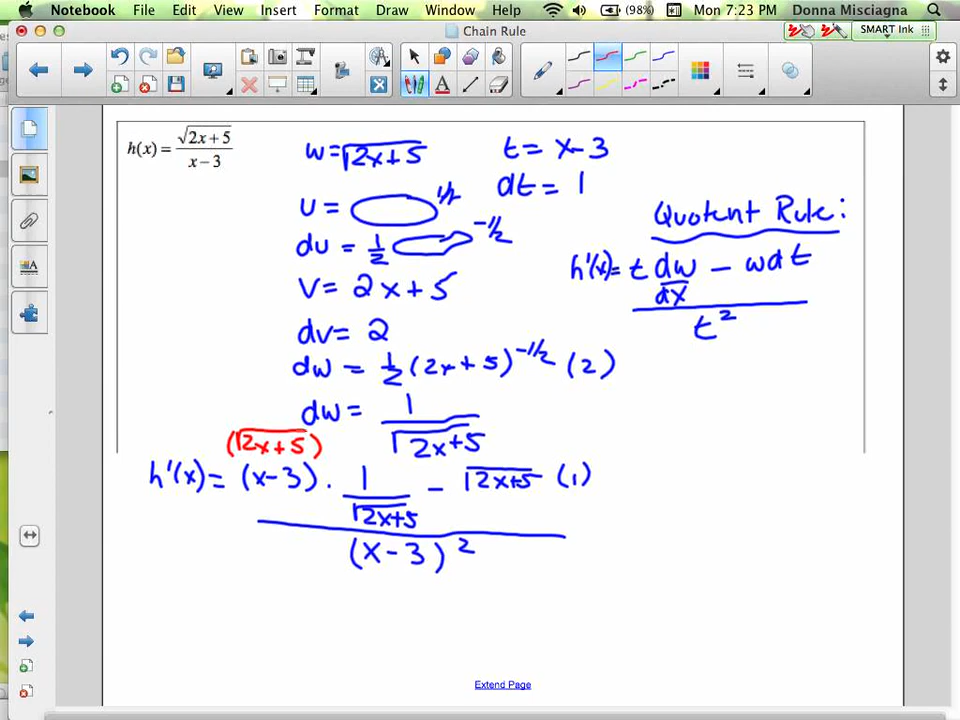 Notebook File Edit View Insert Format Draw Window Help (98%) Mon 7:23 PM Donna Misciagna
Chain Rule
SMART Ink
h(x) = √2x + 5 / x − 3
w = √2x+5
t = x-3
dt = 1
u = ( )^1/2
du = 1/2 ( )^-1/2
v = 2x+5
dv = 2
dw = 1/2 (2x+5)^-1/2 (2)
dw = 1 / √2x+5
Quotent Rule:
h'(x) = t dw/dx - wdt / t²
(√2x+5)
h'(x) = (x-3) · 1/√2x+5 - √2x+5 (1) / (x-3)²
Extend Page